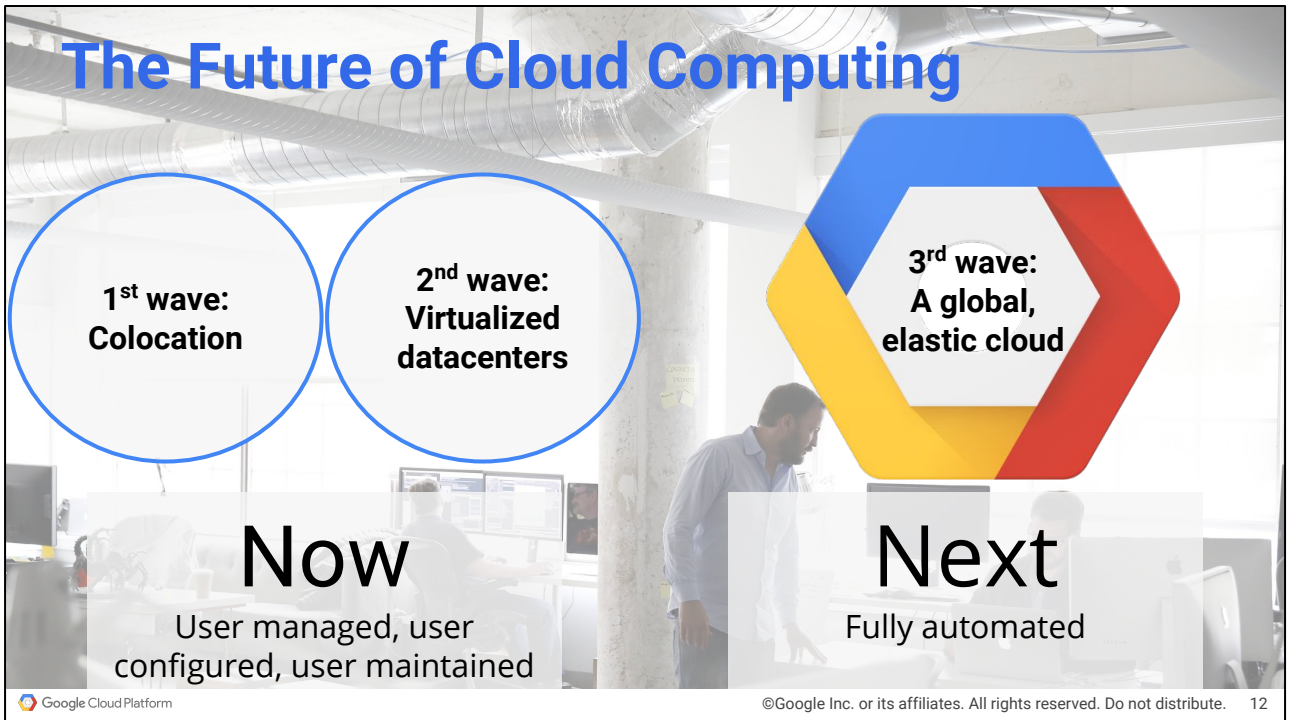 The Future of Cloud Computing
1st wave:
Colocation
2nd wave:
Virtualized
datacenters
3rd wave:
A global,
elastic cloud
Now
User managed, user
configured, user maintained
Next
Fully automated
Google Cloud Platform
©Google Inc. or its affiliates. All rights reserved. Do not distribute. 12